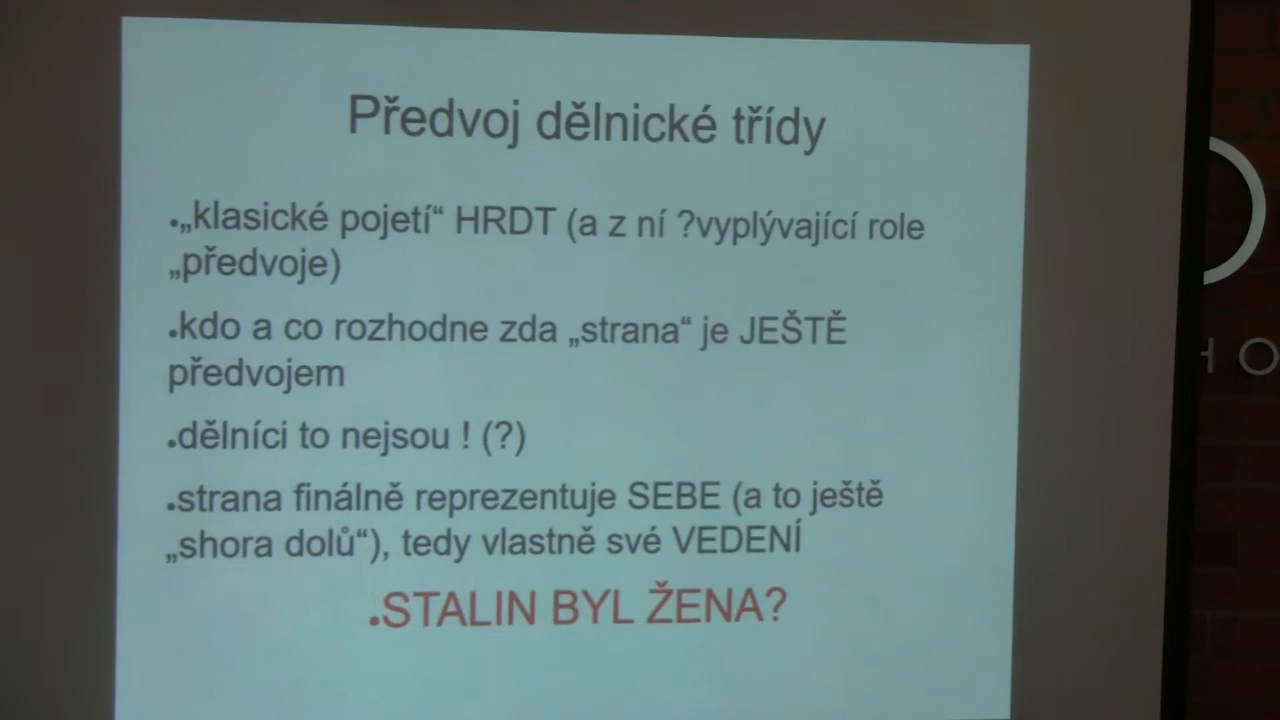 Předvoj dělnické třídy
•„klasické pojetí“ HRDT (a z ní ?vyplývající role
„předvoje)
•kdo a co rozhodne zda „strana“ je JEŠTĚ
předvojem
•dělníci to nejsou ! (?)
•strana finálně reprezentuje SEBE (a to ještě
„shora dolů“), tedy vlastně své VEDENÍ
•STALIN BYL ŽENA?
HO